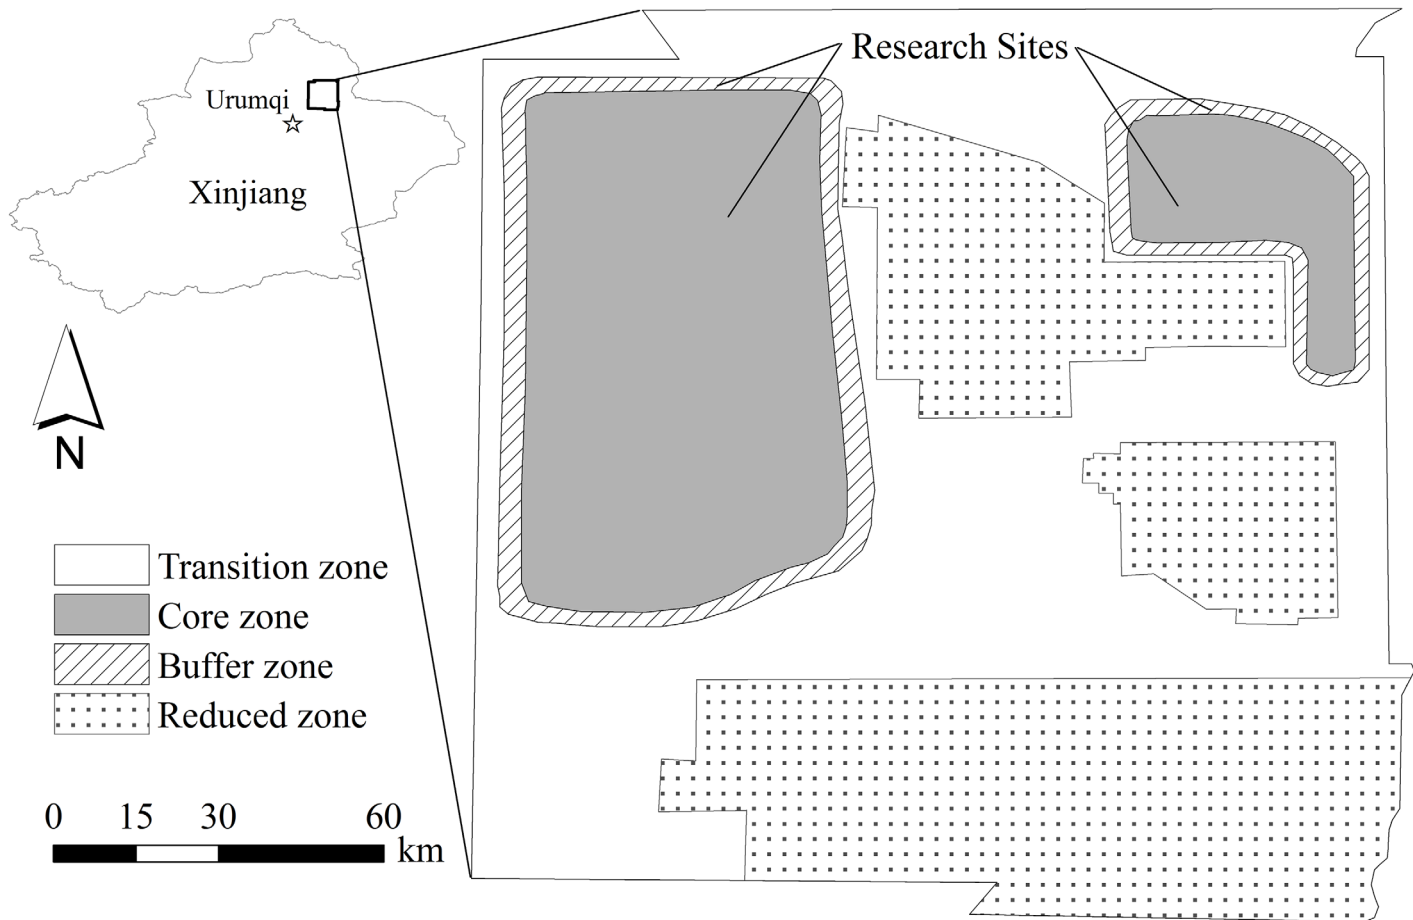 Research Sites
Urumqi
Xinjiang
N
Transition zone
Core zone
Buffer zone
Reduced zone
0 15 30 60
km